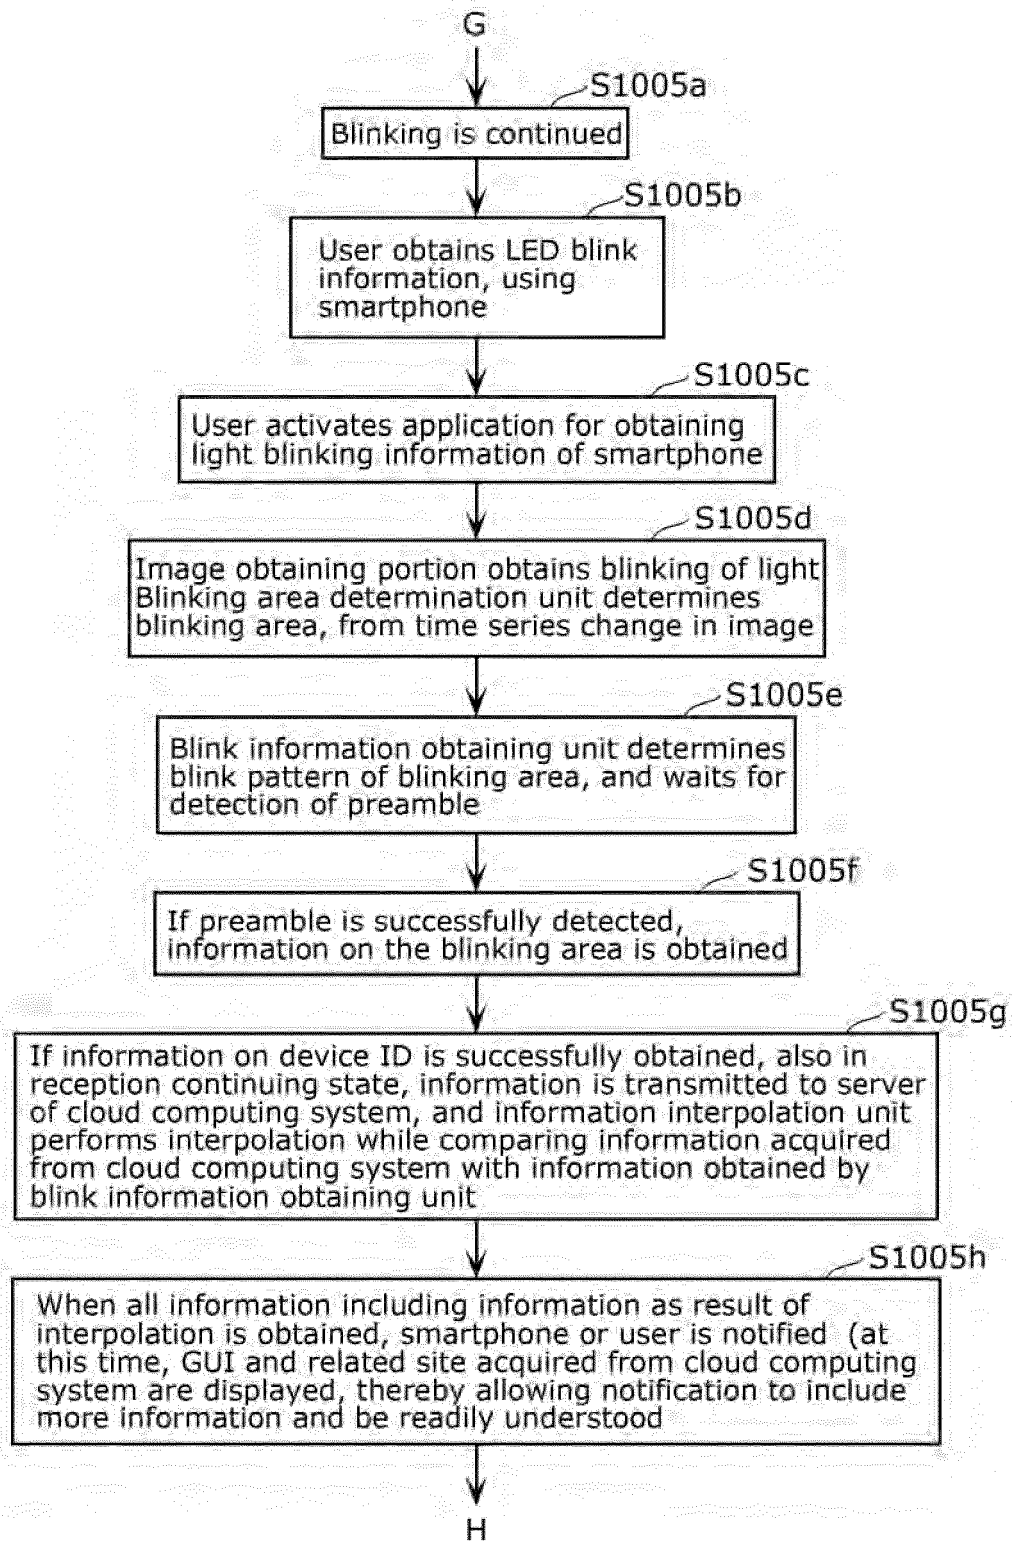 G
S1005a
Blinking is continued
S1005b
User obtains LED blink
information, using
smartphone
S1005c
User activates application for obtaining
light blinking information of smartphone
S1005d
Image obtaining portion obtains blinking of light
Blinking area determination unit determines
blinking area, from time series change in image
S1005e
Blink information obtaining unit determines
blink pattern of blinking area, and waits for
detection of preamble
S1005f
If preamble is successfully detected,
information on the blinking area is obtained
S1005g
If information on device ID is successfully obtained, also in
reception continuing state, information is transmitted to server
of cloud computing system, and information interpolation unit
performs interpolation while comparing information acquired
from cloud computing system with information obtained by
blink information obtaining unit
S1005h
When all information including information as result of
interpolation is obtained, smartphone or user is notified (at
this time, GUI and related site acquired from cloud computing
system are displayed, thereby allowing notification to include
more information and be readily understood
H